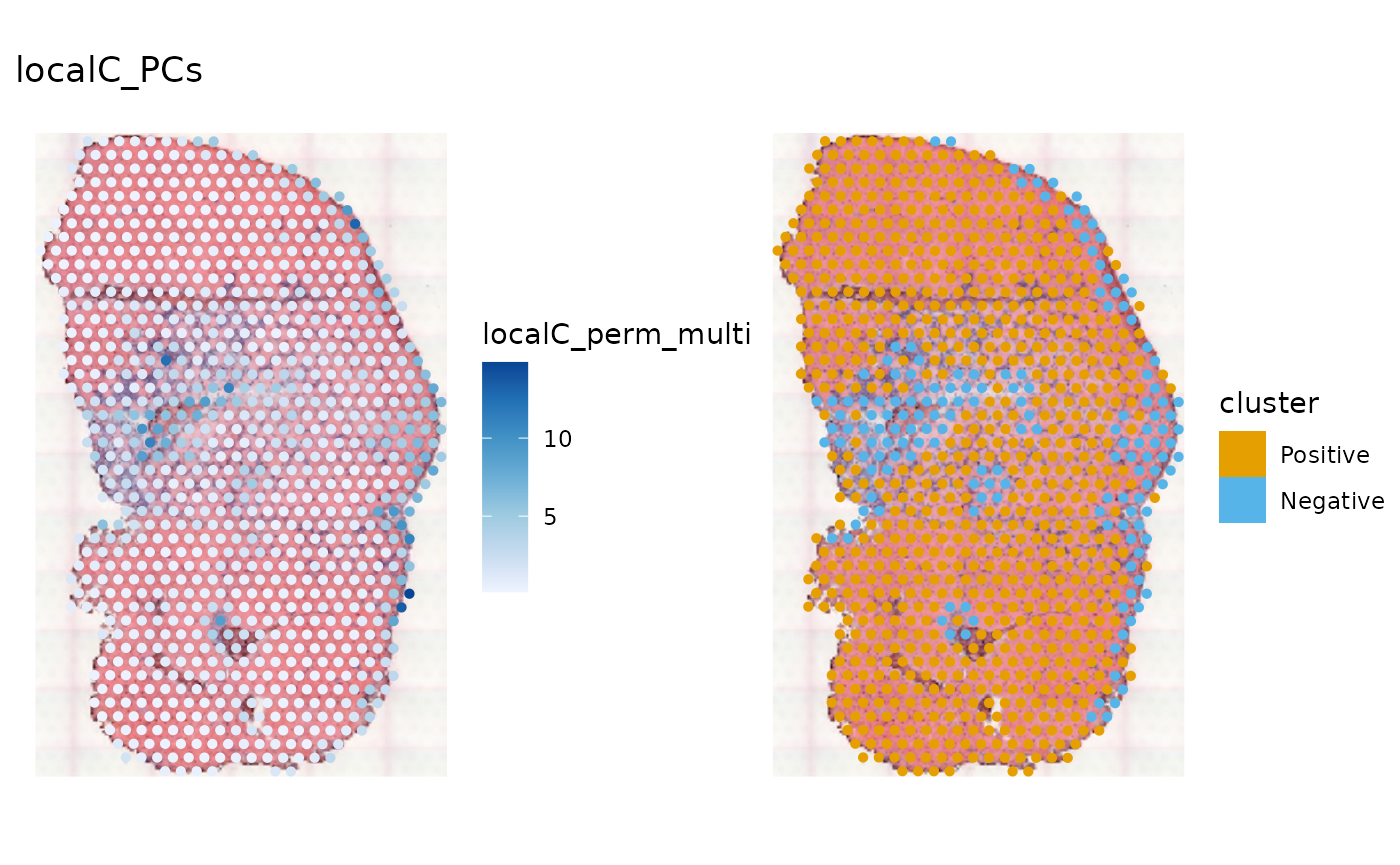 localC_PCs
localC_perm_multi
10
5
cluster
Positive
Negative